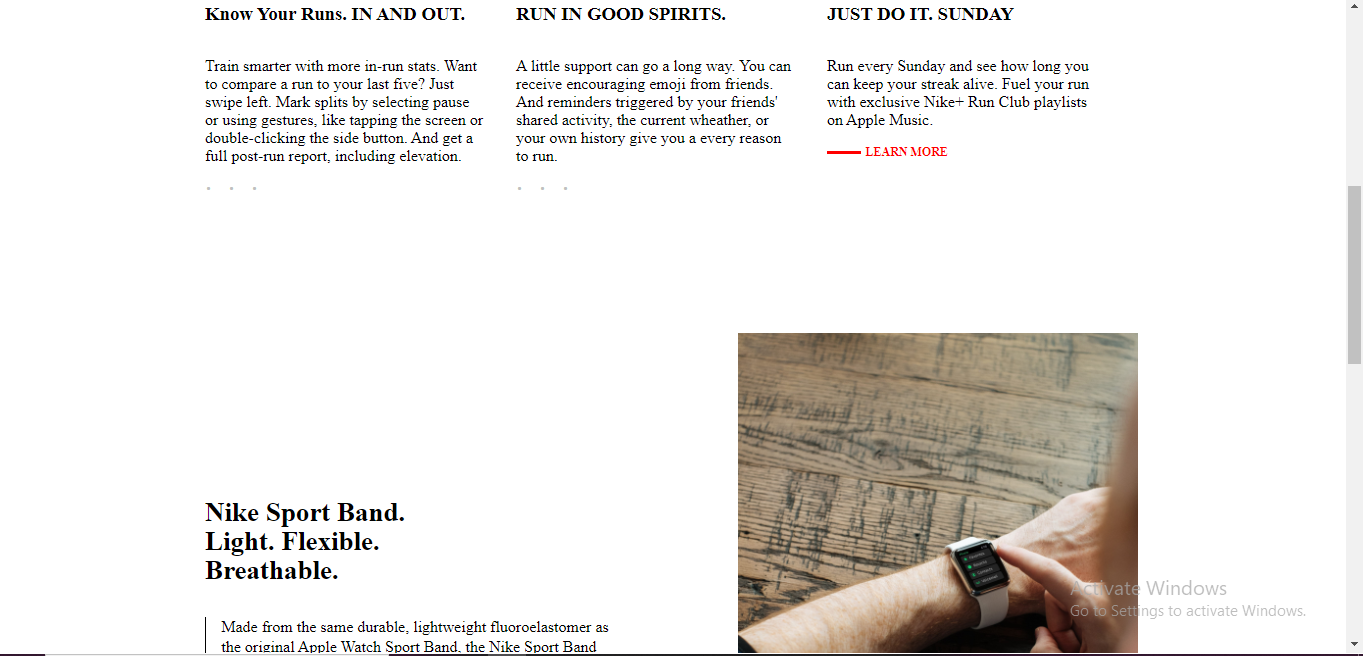 Know Your Runs. IN AND OUT.
Train smarter with more in-run stats. Want
to compare a run to your last five? Just
swipe left. Mark splits by selecting pause
or using gestures, like tapping the screen or
double-clicking the side button. And get a
full post-run report, including elevation.
RUN IN GOOD SPIRITS.
A little support can go a long way. You can
receive encouraging emoji from friends.
And reminders triggered by your friends'
shared activity, the current wheather, or
your own history give you a every reason
to run.
JUST DO IT. SUNDAY
Run every Sunday and see how long you
can keep your streak alive. Fuel your run
with exclusive Nike+ Run Club playlists
on Apple Music.
LEARN MORE
Nike Sport Band.
Light. Flexible.
Breathable.
Made from the same durable, lightweight fluoroelastomer as
the original Apple Watch Sport Band, the Nike Sport Band
Activate Windows
Go to Settings to activate Windows.